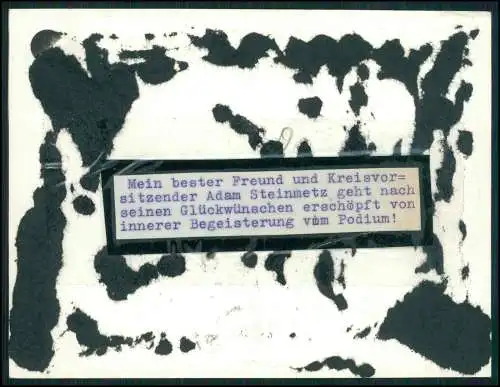 Mein bester Freund und Kreisvor=
sitzender Adam Steinmetz geht nach
seinen Glückwünschen erschöpft von
innerer Begeisterung vom Podium!